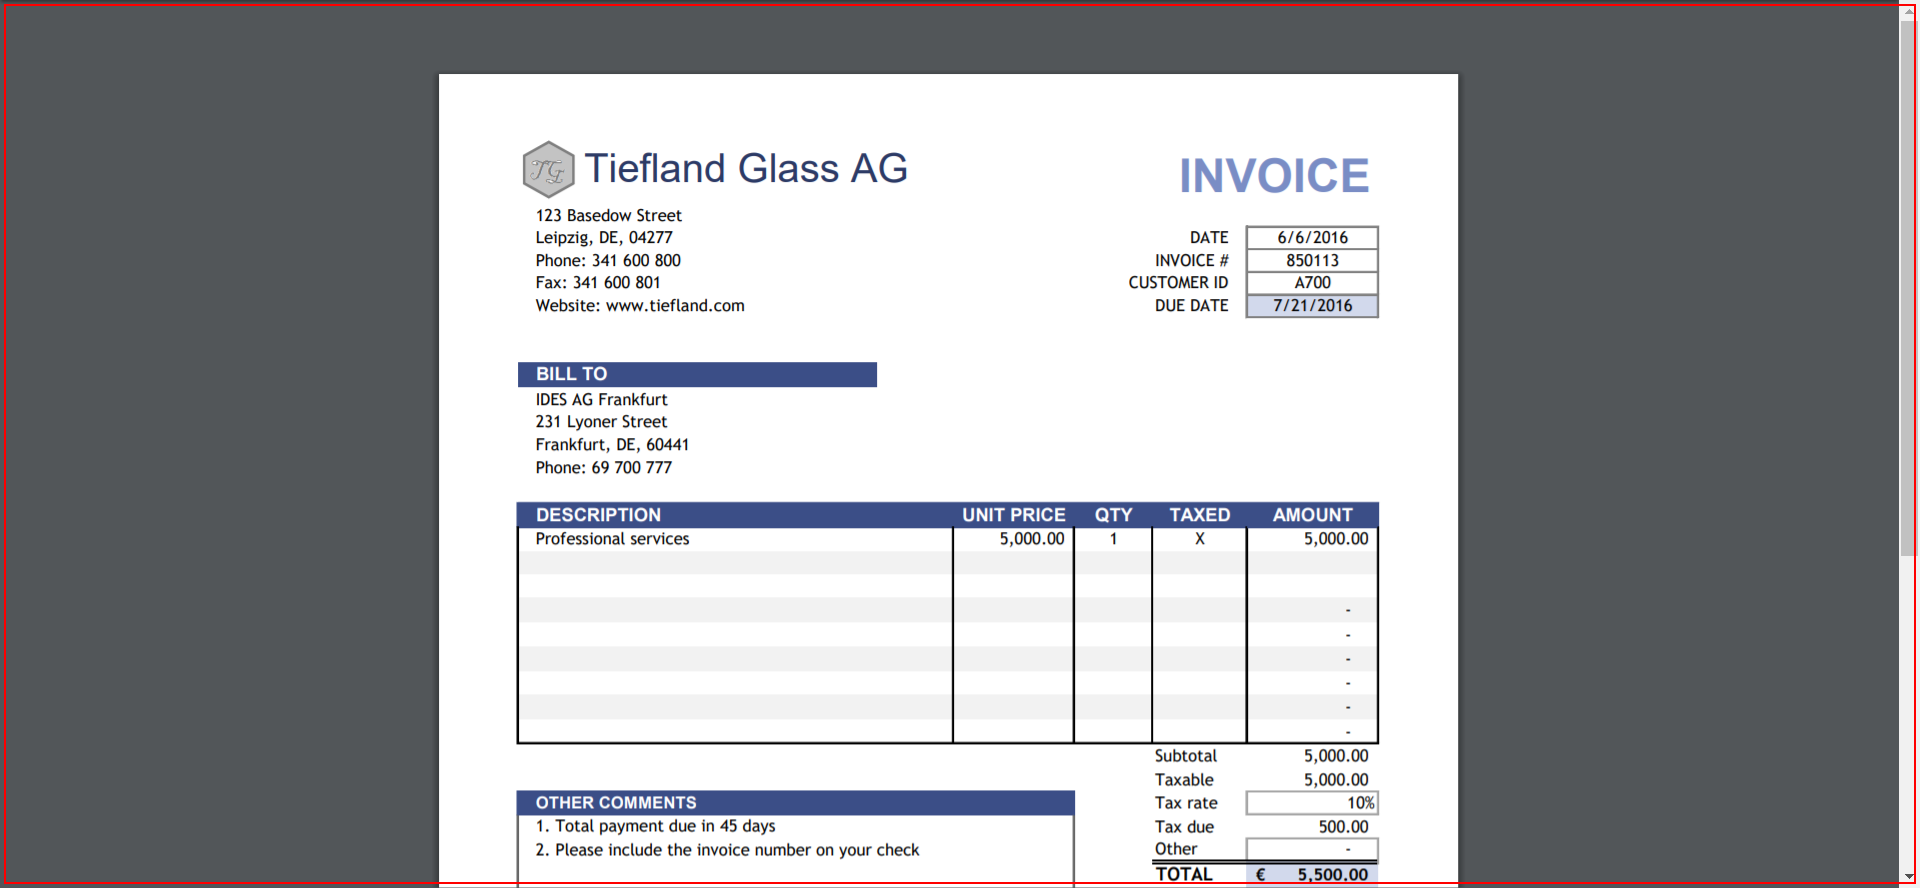 TG Tiefland Glass AG
INVOICE
123 Basedow Street
Leipzig, DE, 04277
Phone: 341 600 800
Fax: 341 600 801
Website: www.tiefland.com
DATE 6/6/2016
INVOICE # 850113
CUSTOMER ID A700
DUE DATE 7/21/2016
BILL TO
IDES AG Frankfurt
231 Lyoner Street
Frankfurt, DE, 60441
Phone: 69 700 777
DESCRIPTION UNIT PRICE QTY TAXED AMOUNT
Professional services 5,000.00 1 X 5,000.00
-
-
-
-
-
-
Subtotal 5,000.00
Taxable 5,000.00
Tax rate 10%
Tax due 500.00
Other -
TOTAL € 5,500.00
OTHER COMMENTS
1. Total payment due in 45 days
2. Please include the invoice number on your check